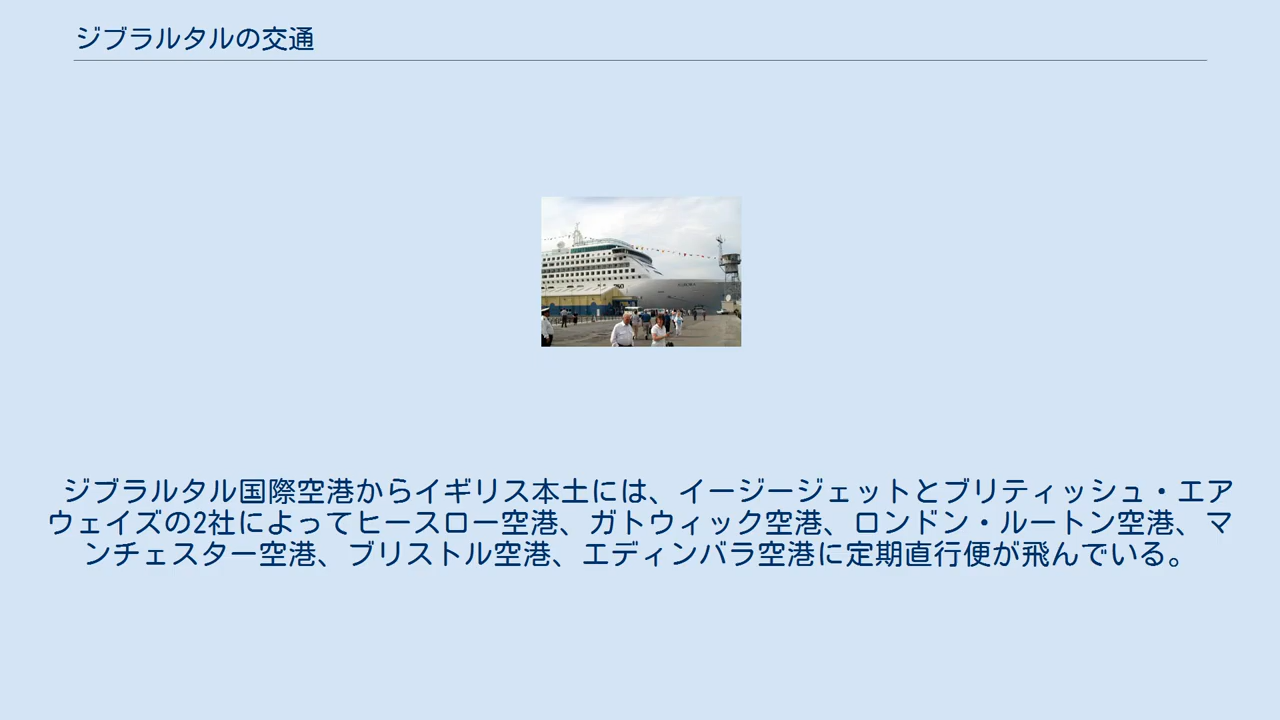 ジブラルタルの交通
ジブラルタル国際空港からイギリス本土には、イージージェットとブリティッシュ・エア
ウェイズの2社によってヒースロー空港、ガトウィック空港、ロンドン・ルートン空港、マ
ンチェスター空港、ブリストル空港、エディンバラ空港に定期直行便が飛んでいる。